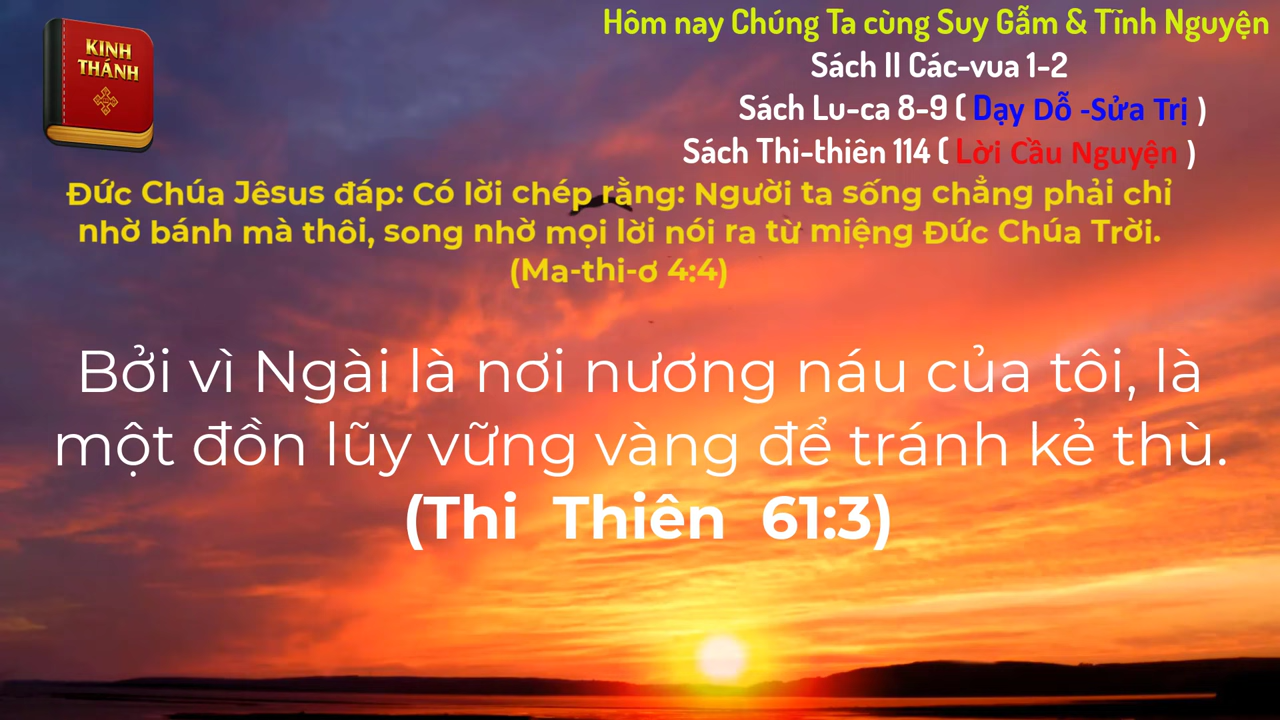 KINH
THÁNH
Hôm nay Chúng Ta cùng Suy Gẫm & Tĩnh Nguyện
Sách II Các-vua 1-2
Sách Lu-ca 8-9 ( Dạy Dỗ -Sửa Trị )
Sách Thi-thiên 114 ( Lời Cầu Nguyện )
Đức Chúa Jêsus đáp: Có lời chép rằng: Người ta sống chẳng phải chỉ
nhờ bánh mà thôi, song nhờ mọi lời nói ra từ miệng Đức Chúa Trời.
(Ma-thi-ơ 4:4)
Bởi vì Ngài là nơi nương náu của tôi, là
một đồn lũy vững vàng để tránh kẻ thù.
(Thi Thiên 61:3)